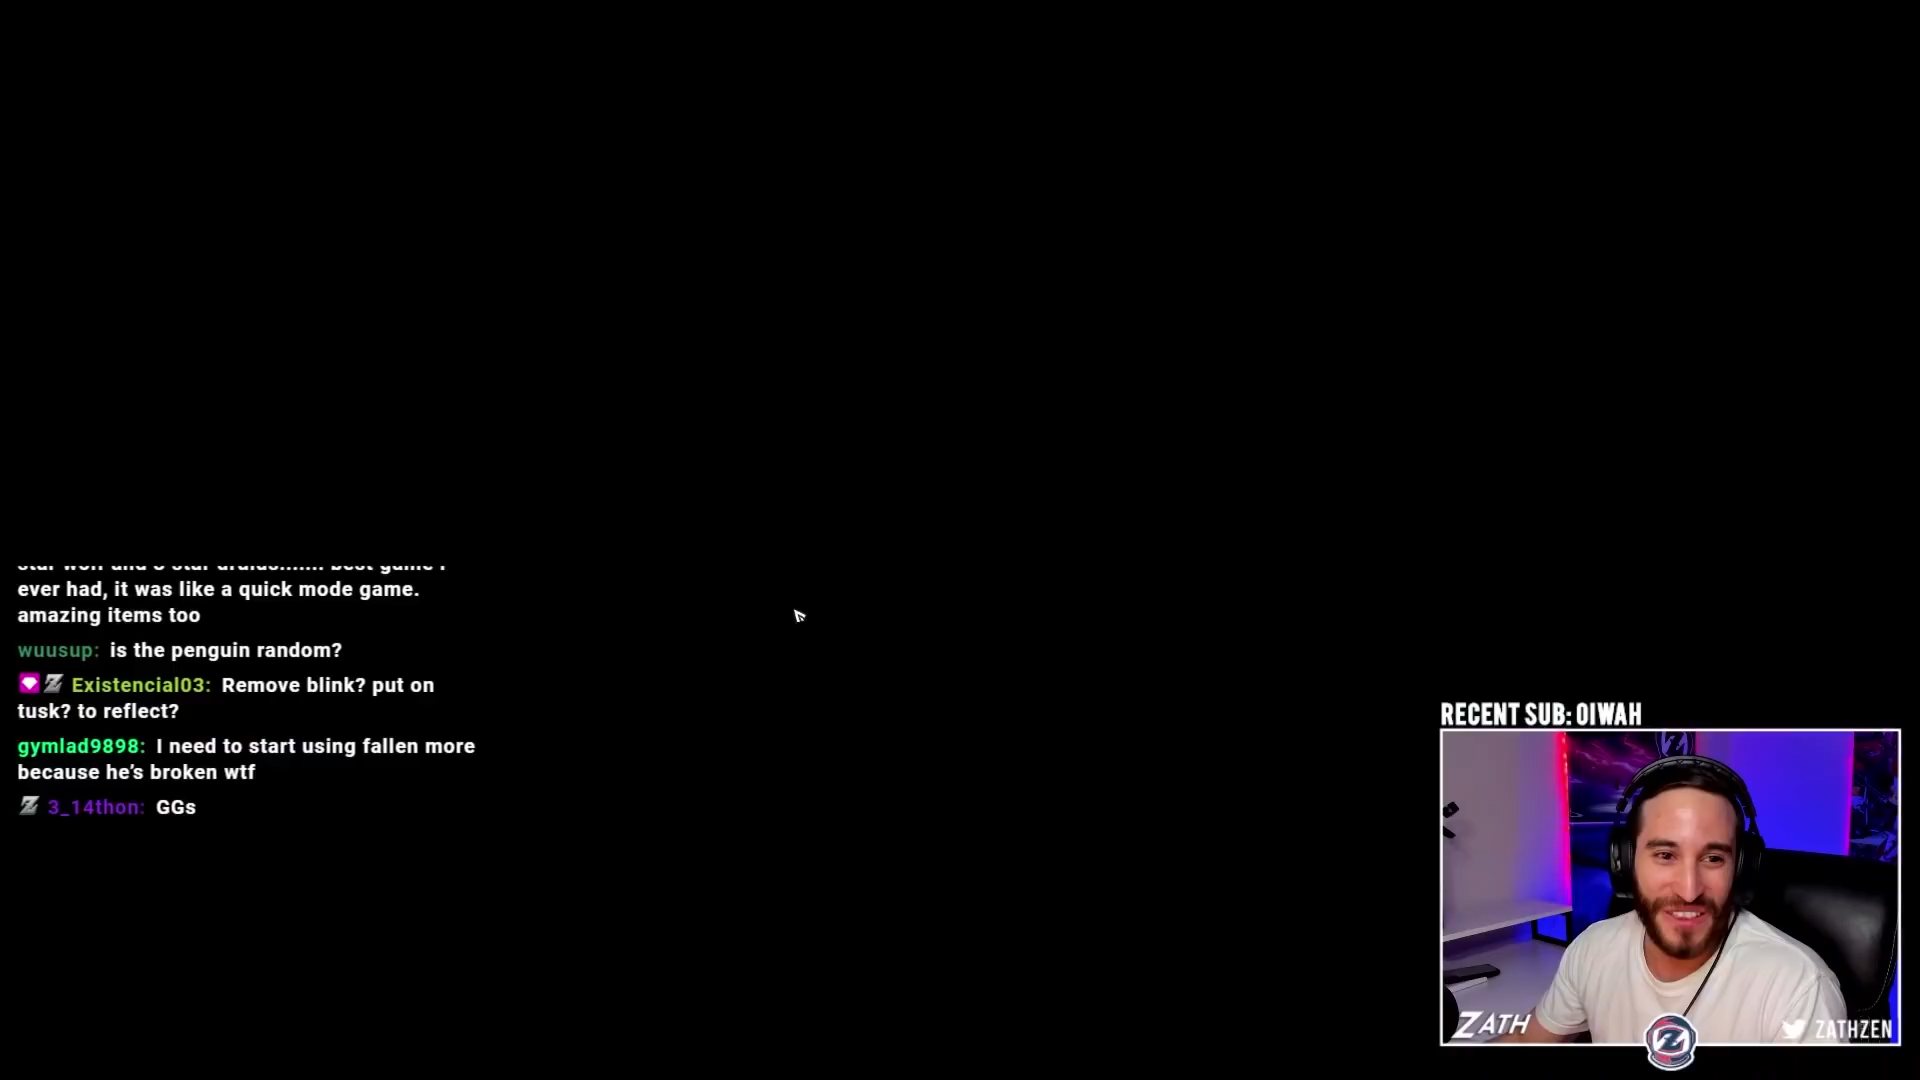 ever had, it was like a quick mode game.
amazing items too
wuusup: is the penguin random?
Existencial03: Remove blink? put on
tusk? to reflect?
gymlad9898: I need to start using fallen more
because he's broken wtf
3_14thon: GGs
RECENT SUB: OIWAH
ZATH
ZATHZEN